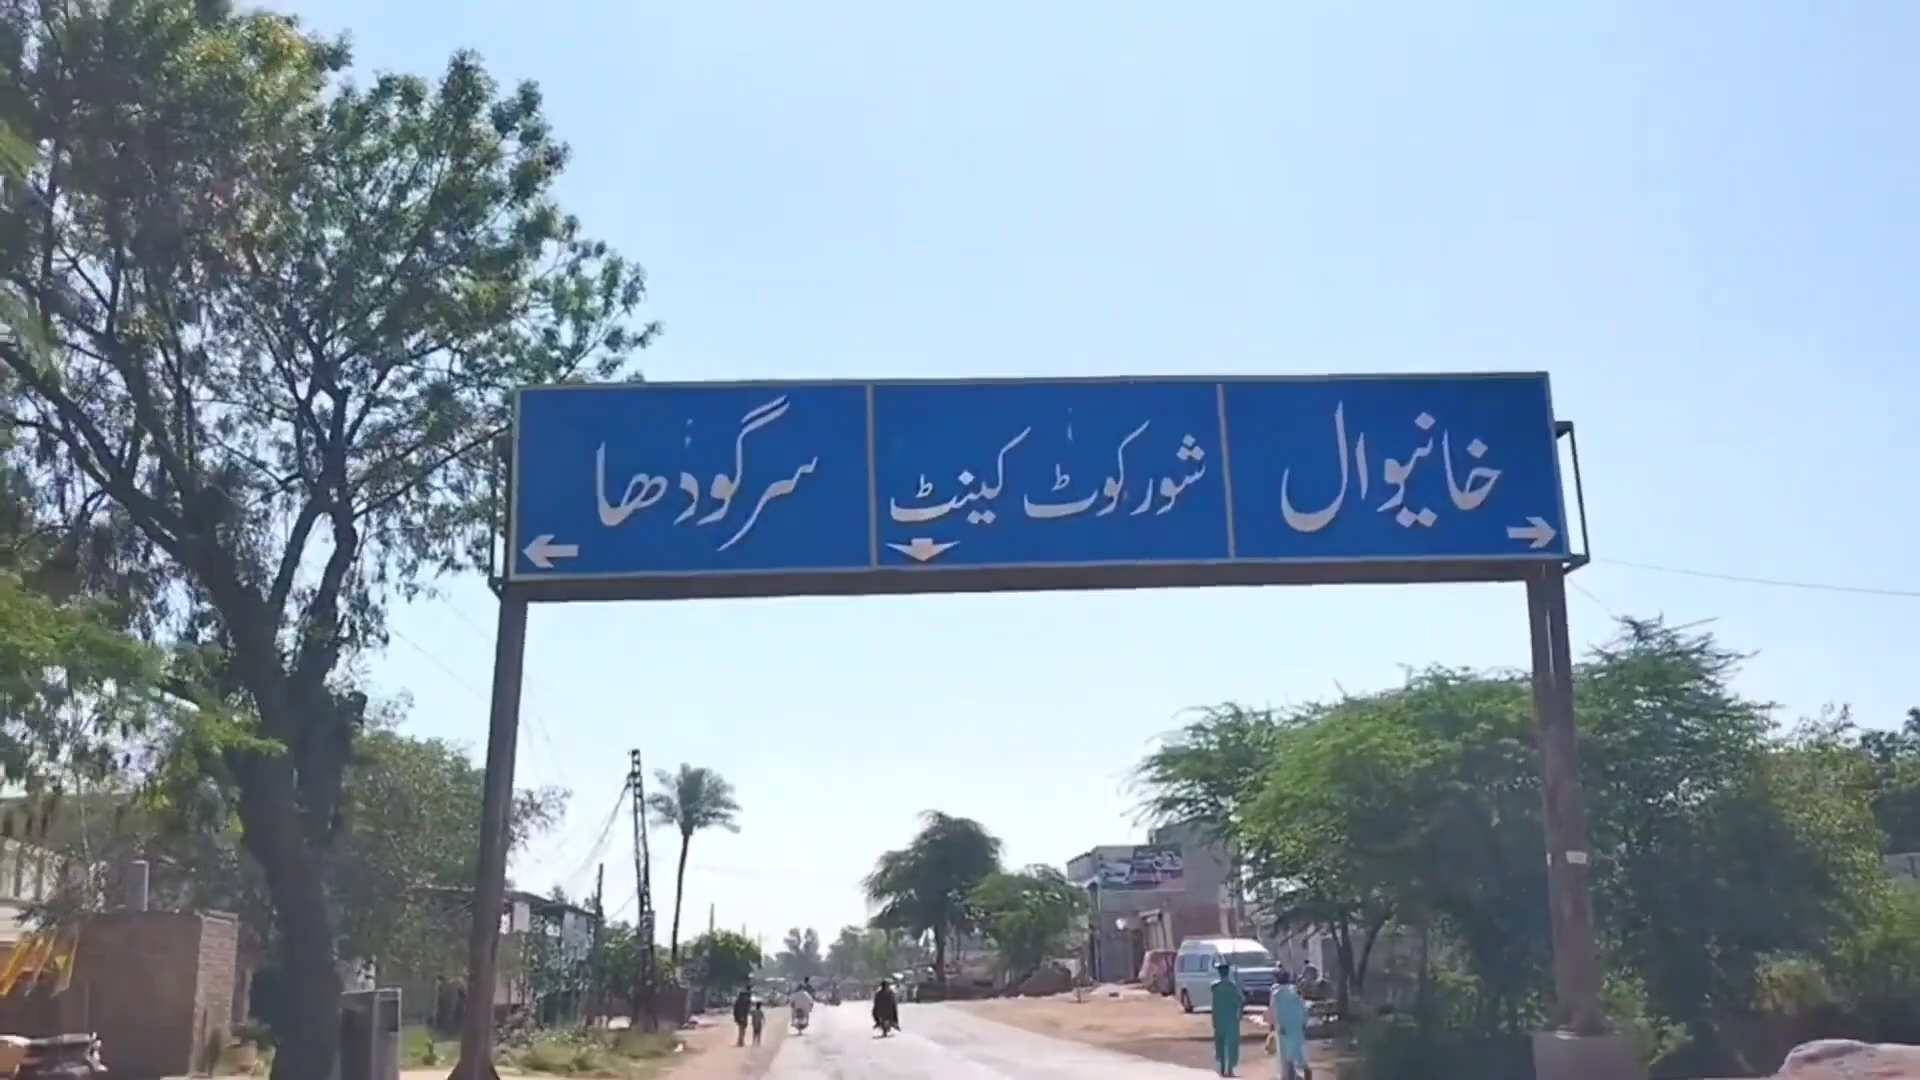 خانیوال
شورکوٹ کینٹ
سرگودھا